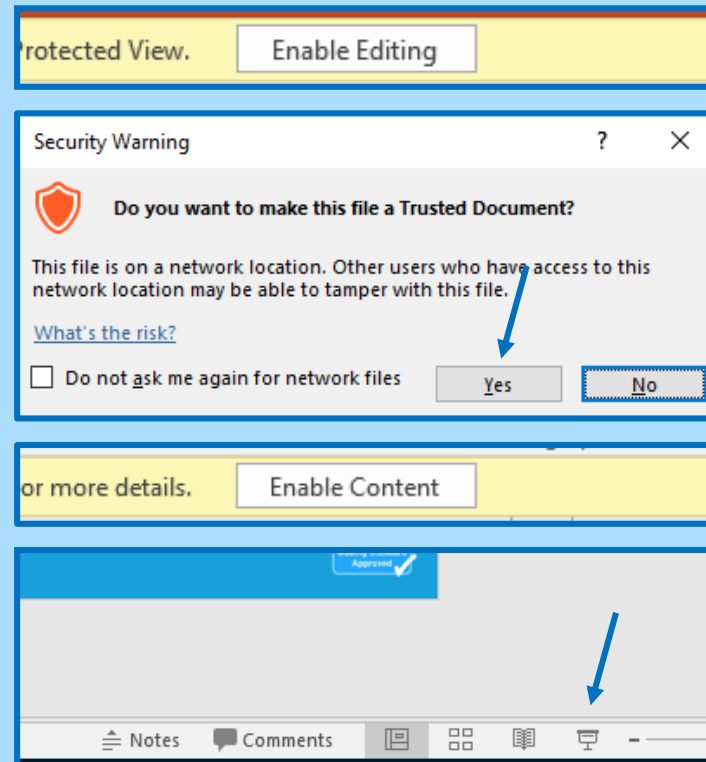 Protected View. Enable Editing
Security Warning ? ×
Do you want to make this file a Trusted Document?
This file is on a network location. Other users who have access to this
network location may be able to tamper with this file.
What's the risk?
Do not ask me again for network files Yes No
or more details. Enable Content
Approved
Notes Comments